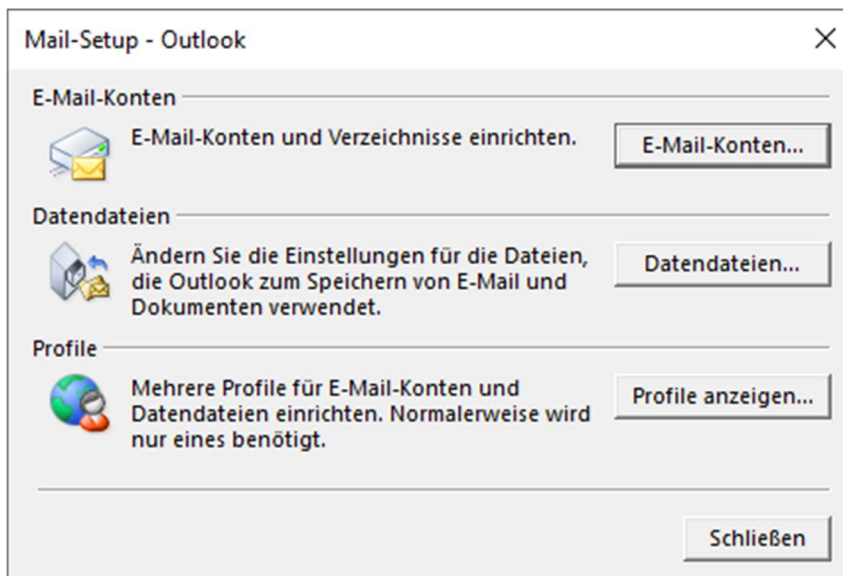 Mail-Setup - Outlook
E-Mail-Konten
E-Mail-Konten und Verzeichnisse einrichten.
E-Mail-Konten...
Datendateien
Ändern Sie die Einstellungen für die Dateien,
die Outlook zum Speichern von E-Mail und
Dokumenten verwendet.
Datendateien...
Profile
Mehrere Profile für E-Mail-Konten und
Datendateien einrichten. Normalerweise wird
nur eines benötigt.
Profile anzeigen...
Schließen